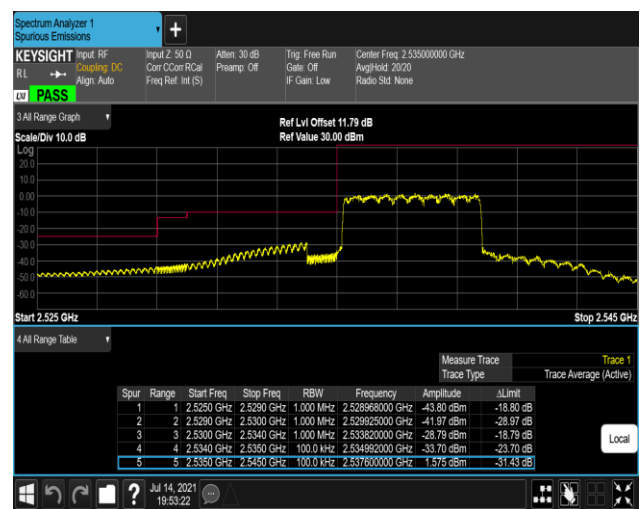 Spectrum Analyzer 1
Spurious Emissions
+
KEYSIGHT Input: RF Input Z: 50 Ω Atten: 30 dB Trig: Free Run Center Freq: 2.535000000 GHz
RL Coupling: DC Corr CCorr RCal Preamp: Off Gate: Off Avg|Hold: 20/20
Align: Auto Freq Ref: Int (S) IF Gain: Low Radio Std: None
LXI PASS
3 All Range Graph
Ref Lvl Offset 11.79 dB
Scale/Div 10.0 dB Ref Value 30.00 dBm
Log
20.0
10.0
0.00
-10.0
-20.0
-30.0
-40.0
-50.0
-60.0
Start 2.525 GHz Stop 2.545 GHz
4 All Range Table
Measure Trace Trace 1
Trace Type Trace Average (Active)
Spur Range Start Freq Stop Freq RBW Frequency Amplitude ΔLimit
1 1 2.5250 GHz 2.5290 GHz 1.000 MHz 2.528968000 GHz -43.80 dBm -18.80 dB
2 2 2.5290 GHz 2.5300 GHz 1.000 MHz 2.529925000 GHz -41.97 dBm -28.97 dB
3 3 2.5300 GHz 2.5340 GHz 1.000 MHz 2.533820000 GHz -28.79 dBm -18.79 dB
4 4 2.5340 GHz 2.5350 GHz 100.0 kHz 2.534992000 GHz -33.70 dBm -23.70 dB
5 5 2.5350 GHz 2.5450 GHz 100.0 kHz 2.537600000 GHz 1.575 dBm -31.43 dB
Local
? Jul 14, 2021
19:53:22